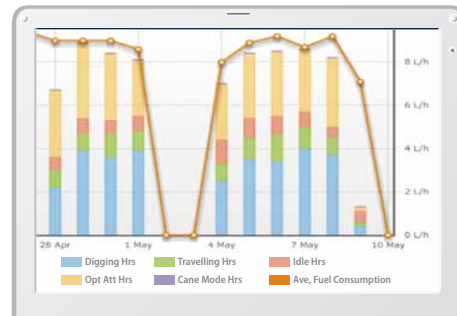 8 L/h
6 L/h
4 L/h
2 L/h
0 L/h
28 Apr 1 May 4 May 7 May 10 May
Digging Hrs Travelling Hrs Idle Hrs
Opt Att Hrs Cane Mode Hrs Ave, Fuel Consumption